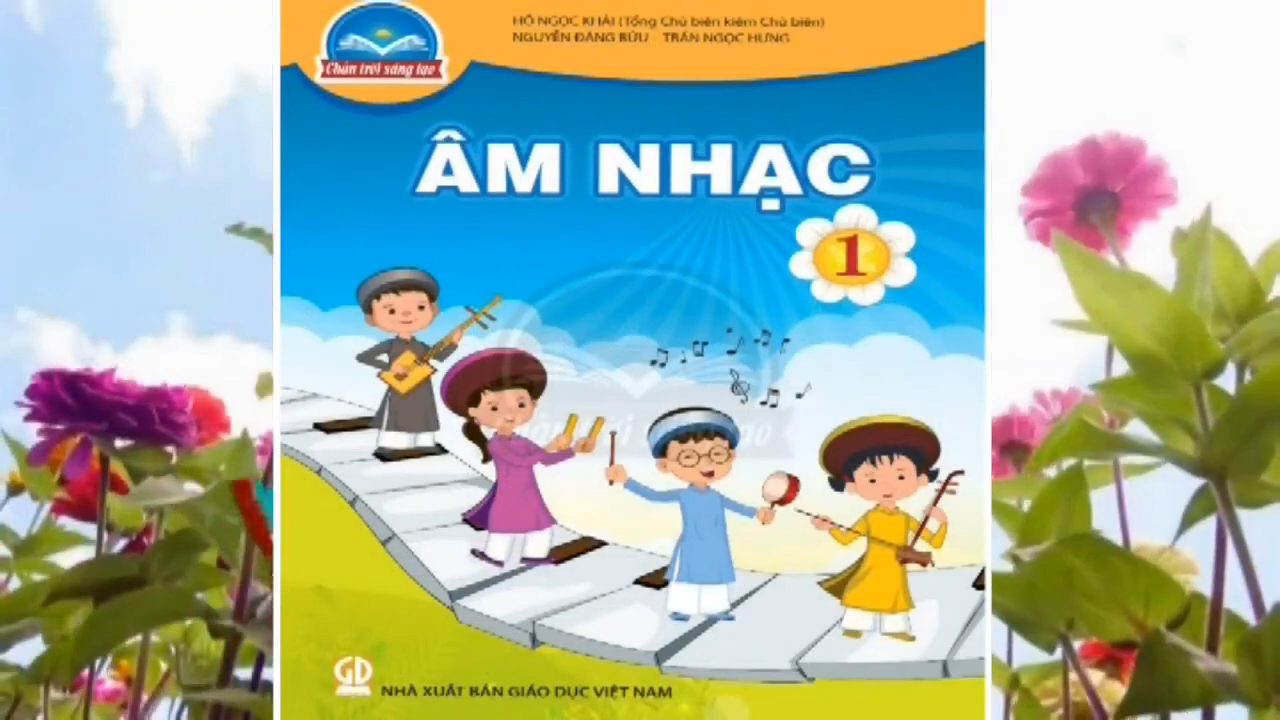 HỒ NGỌC KHẢI (Tổng Chủ biên kiêm Chủ biên)
NGUYỄN ĐĂNG BỬU - TRẦN NGỌC HƯNG
Chân trời sáng tạo
ÂM NHẠC
1
GD
NHÀ XUẤT BẢN GIÁO DỤC VIỆT NAM